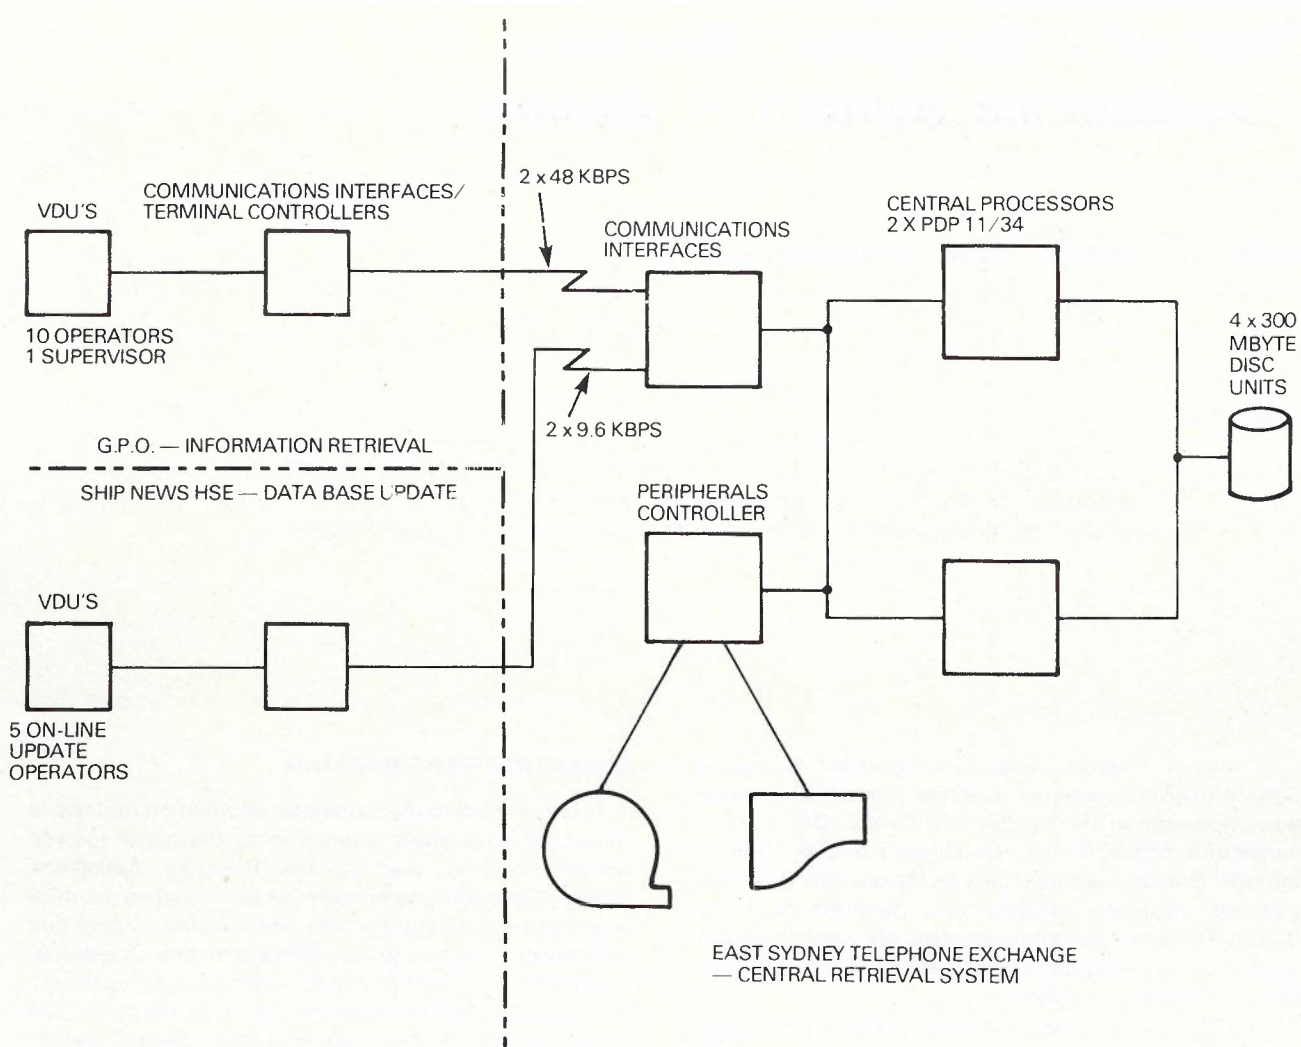 2 x 48 KBPS
VDU'S
COMMUNICATIONS INTERFACES/
TERMINAL CONTROLLERS
COMMUNICATIONS
INTERFACES
CENTRAL PROCESSORS
2 X PDP 11/34
10 OPERATORS
1 SUPERVISOR
4 x 300
MBYTE
DISC
UNITS
2 x 9.6 KBPS
G.P.O. — INFORMATION RETRIEVAL
SHIP NEWS HSE — DATA BASE UPDATE
PERIPHERALS
CONTROLLER
VDU'S
5 ON-LINE
UPDATE
OPERATORS
EAST SYDNEY TELEPHONE EXCHANGE
— CENTRAL RETRIEVAL SYSTEM